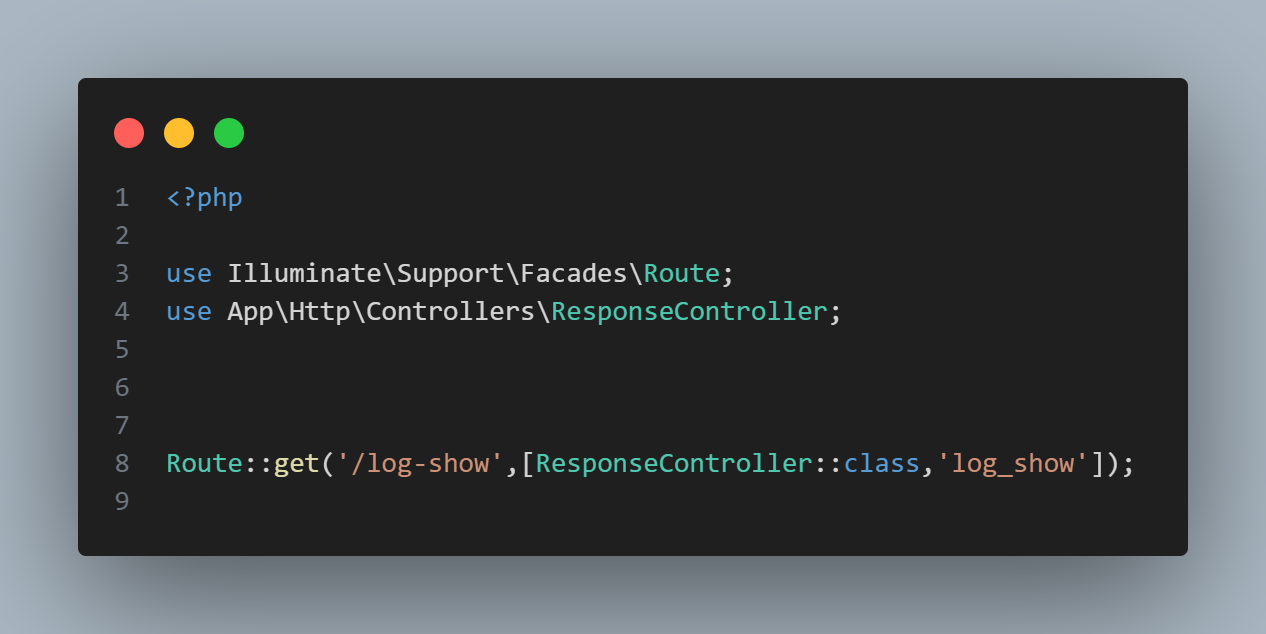 1 <?php
2
3 use Illuminate\Support\Facades\Route;
4 use App\Http\Controllers\ResponseController;
5
6
7
8 Route::get('/log-show',[ResponseController::class,'log_show']);
9